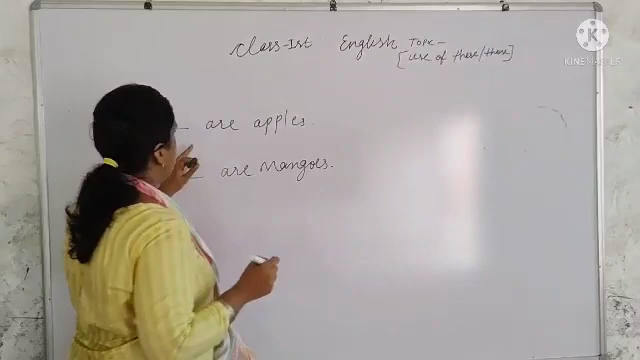 Class-1st English Topic-
[use of these/those]
are apples.
are Mangoes.
KINEMASTER